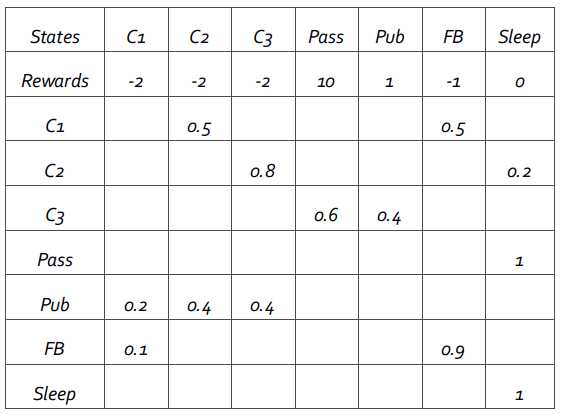 States C1 C2 C3 Pass Pub FB Sleep
Rewards -2 -2 -2 10 1 -1 0
C1 0.5 0.5
C2 0.8 0.2
C3 0.6 0.4
Pass 1
Pub 0.2 0.4 0.4
FB 0.1 0.9
Sleep 1